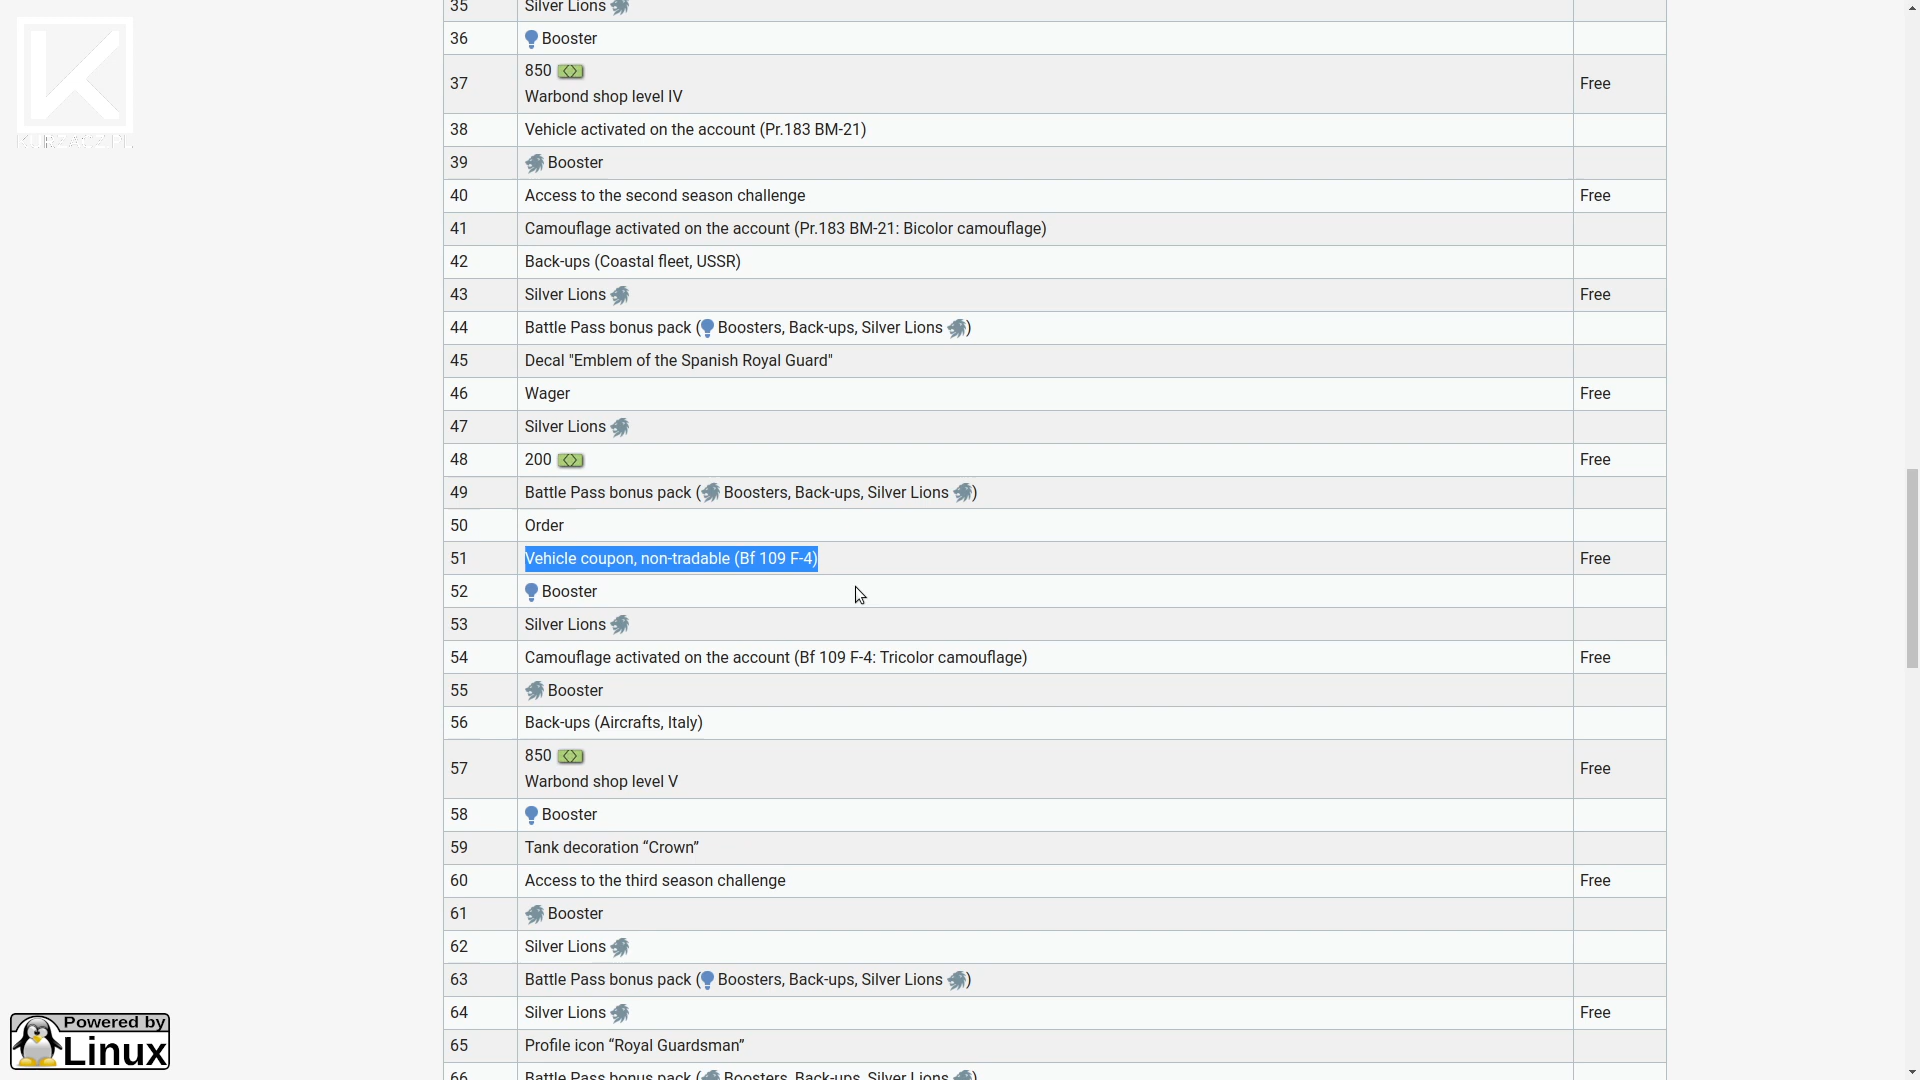 35 Silver Lions
36 Booster
37 850 Free
Warbond shop level IV
38 Vehicle activated on the account (Pr.183 BM-21)
39 Booster
40 Access to the second season challenge Free
41 Camouflage activated on the account (Pr.183 BM-21: Bicolor camouflage)
42 Back-ups (Coastal fleet, USSR)
43 Silver Lions Free
44 Battle Pass bonus pack ( Boosters, Back-ups, Silver Lions )
45 Decal "Emblem of the Spanish Royal Guard"
46 Wager Free
47 Silver Lions
48 200 Free
49 Battle Pass bonus pack ( Boosters, Back-ups, Silver Lions )
50 Order
51 Vehicle coupon, non-tradable (Bf 109 F-4) Free
52 Booster
53 Silver Lions
54 Camouflage activated on the account (Bf 109 F-4: Tricolor camouflage) Free
55 Booster
56 Back-ups (Aircrafts, Italy)
57 850 Free
Warbond shop level V
58 Booster
59 Tank decoration “Crown”
60 Access to the third season challenge Free
61 Booster
62 Silver Lions
63 Battle Pass bonus pack ( Boosters, Back-ups, Silver Lions )
64 Silver Lions Free
65 Profile icon “Royal Guardsman”
66 Battle Pass bonus pack ( Boosters, Back-ups, Silver Lions )
K
Powered by
Linux